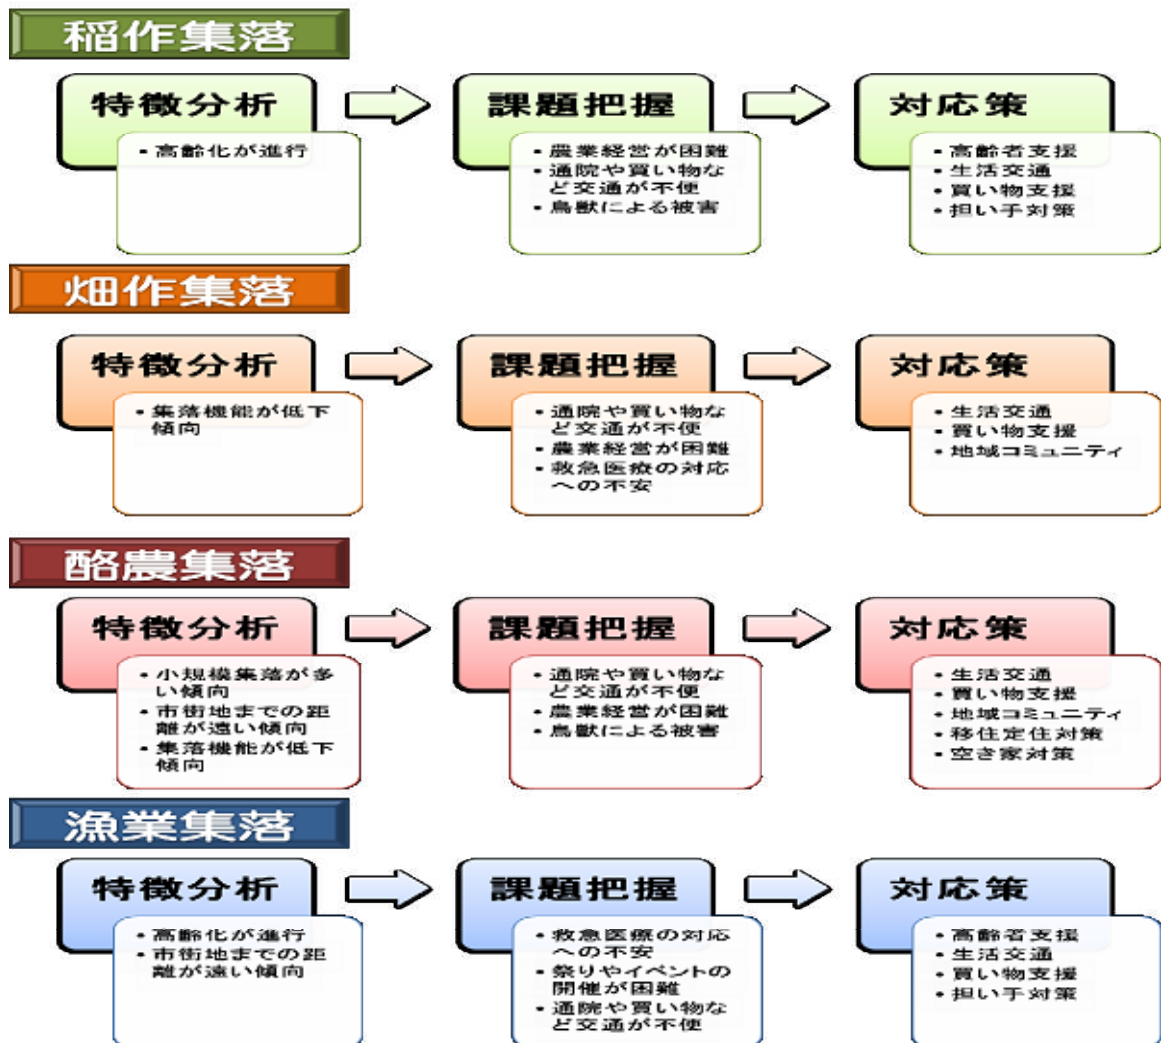 稲作集落
特徴分析
課題把握
対応策
・高齢化が進行
・農業経営が困難
・通院や買い物な
ど交通が不便
・鳥獣による被害
・高齢者支援
・生活交通
・買い物支援
・担い手対策
畑作集落
特徴分析
課題把握
対応策
・集落機能が低下
傾向
・通院や買い物な
ど交通が不便
・農業経営が困難
・救急医療の対応
への不安
・生活交通
・買い物支援
・地域コミュニティ
酪農集落
特徴分析
課題把握
対応策
・小規模集落が多
い傾向
・市街地までの距
離が遠い傾向
・集落機能が低下
傾向
・通院や買い物な
ど交通が不便
・農業経営が困難
・鳥獣による被害
・生活交通
・買い物支援
・地域コミュニティ
・移住定住対策
・空き家対策
漁業集落
特徴分析
課題把握
対応策
・高齢化が進行
・市街地までの距
離が遠い傾向
・救急医療の対応
への不安
・祭りやイベントの
開催が困難
・通院や買い物な
ど交通が不便
・高齢者支援
・生活交通
・買い物支援
・担い手対策